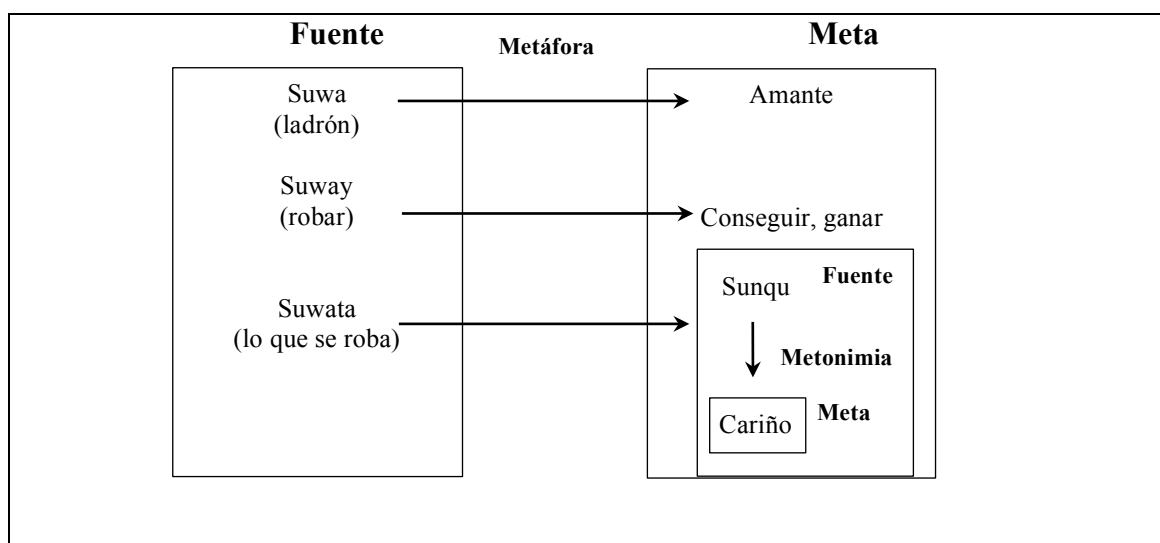 Fuente
Metáfora
Meta
Suwa
(ladrón)
Amante
Suway
(robar)
Conseguir, ganar
Suwata
(lo que se roba)
Sunqu
Fuente
Metonimia
Cariño
Meta